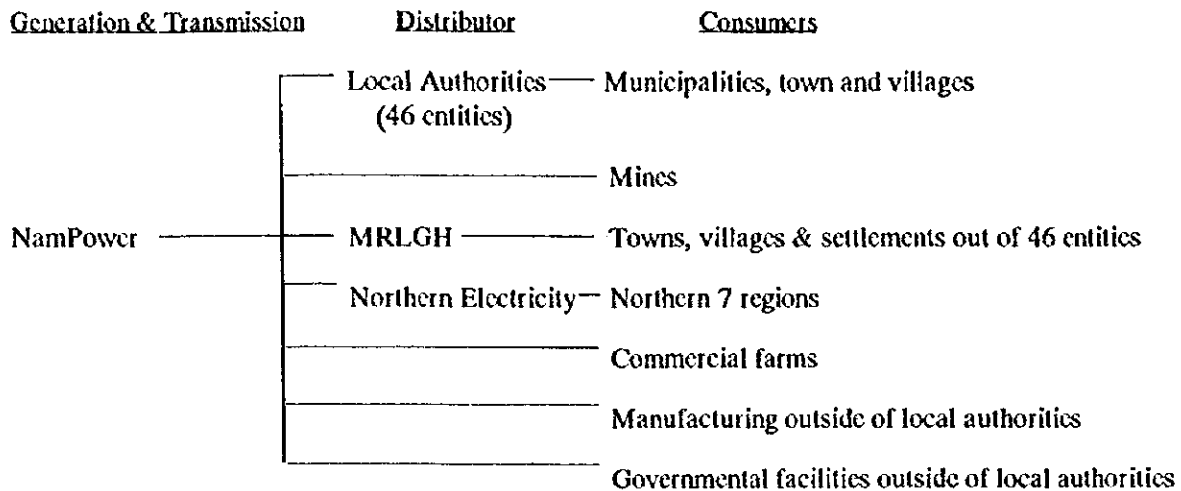 Generation & Transmission Distributor Consumers
Local Authorities Municipalities, town and villages
(46 entities)
Mines
NamPower MRLGH Towns, villages & settlements out of 46 entities
Northern Electricity Northern 7 regions
Commercial farms
Manufacturing outside of local authorities
Governmental facilities outside of local authorities